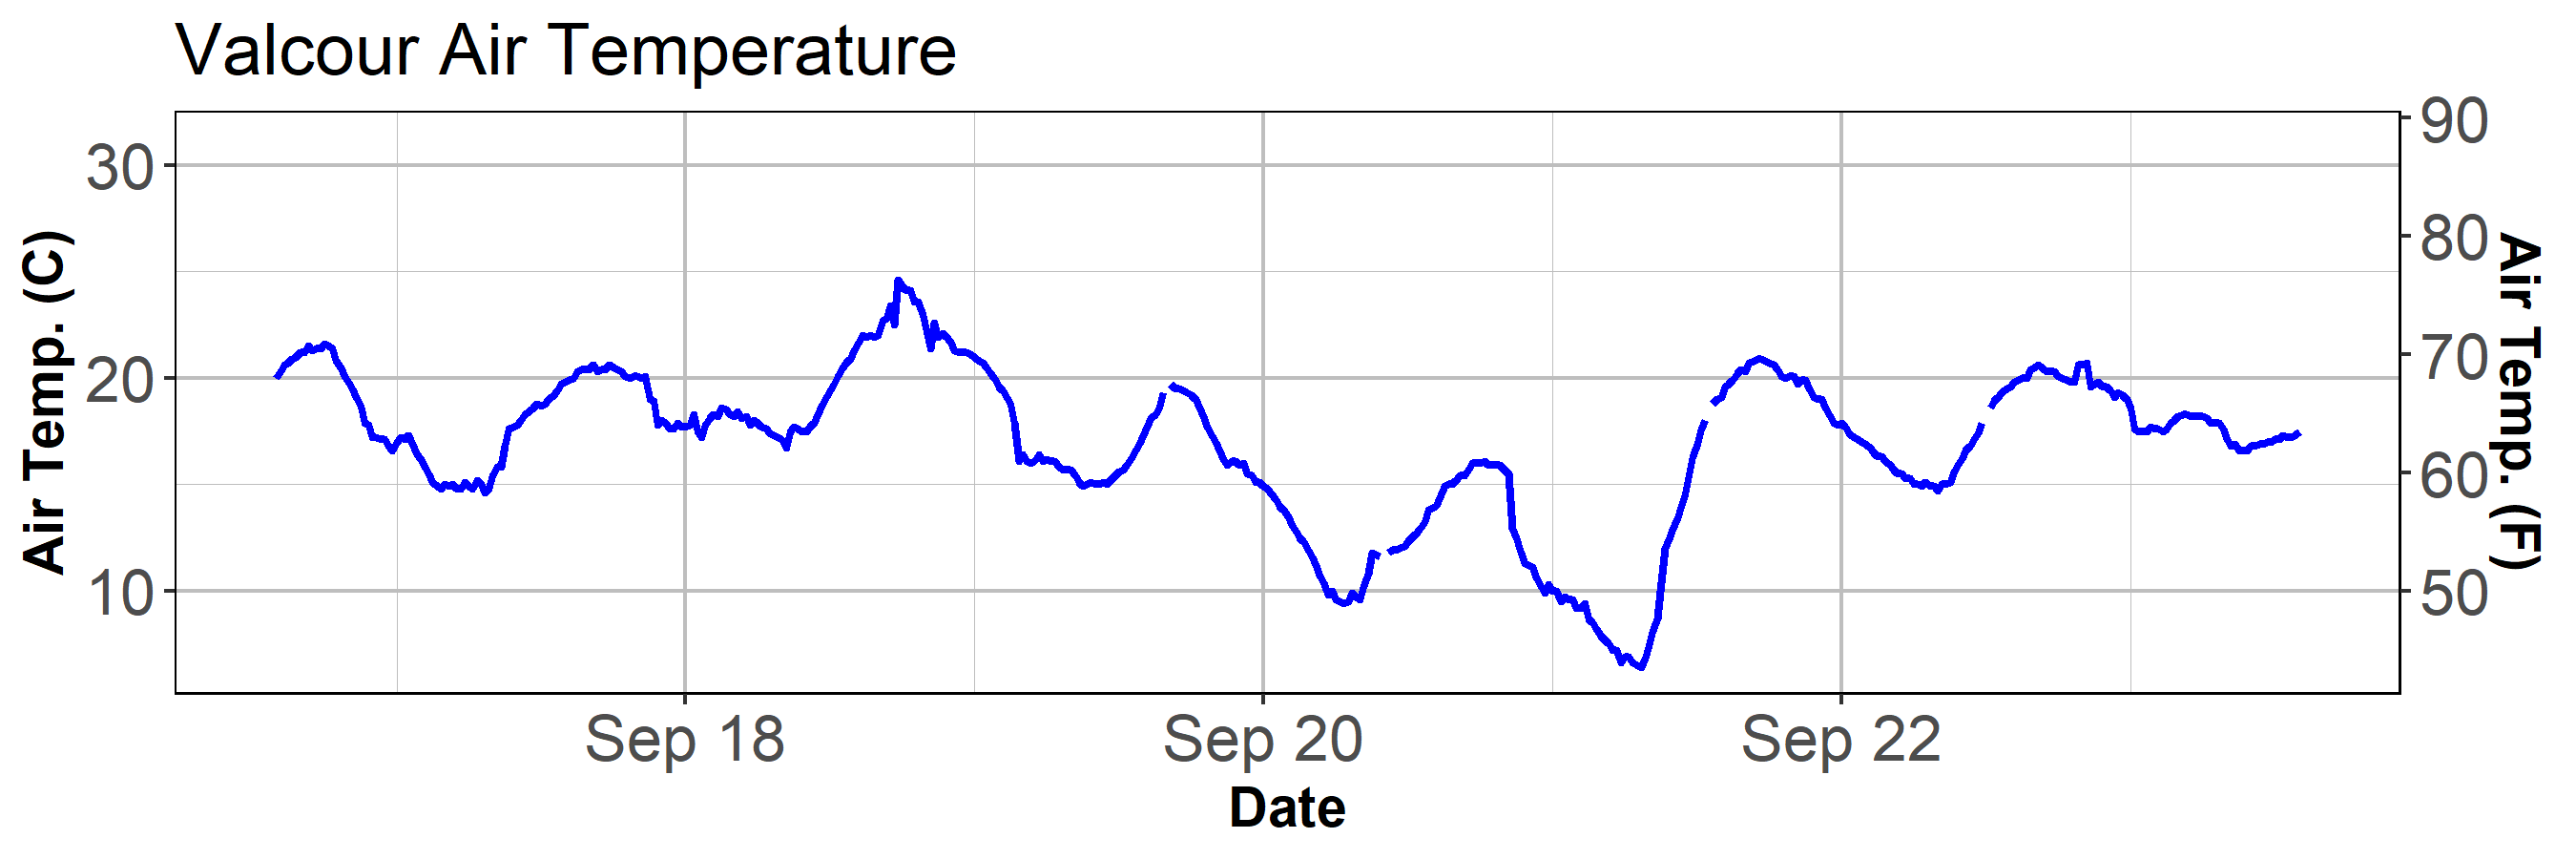 Valcour Air Temperature
Air Temp. (C)
30
20
10
90
80
70
60
50
Air Temp. (F)
Sep 18
Sep 20
Sep 22
Date